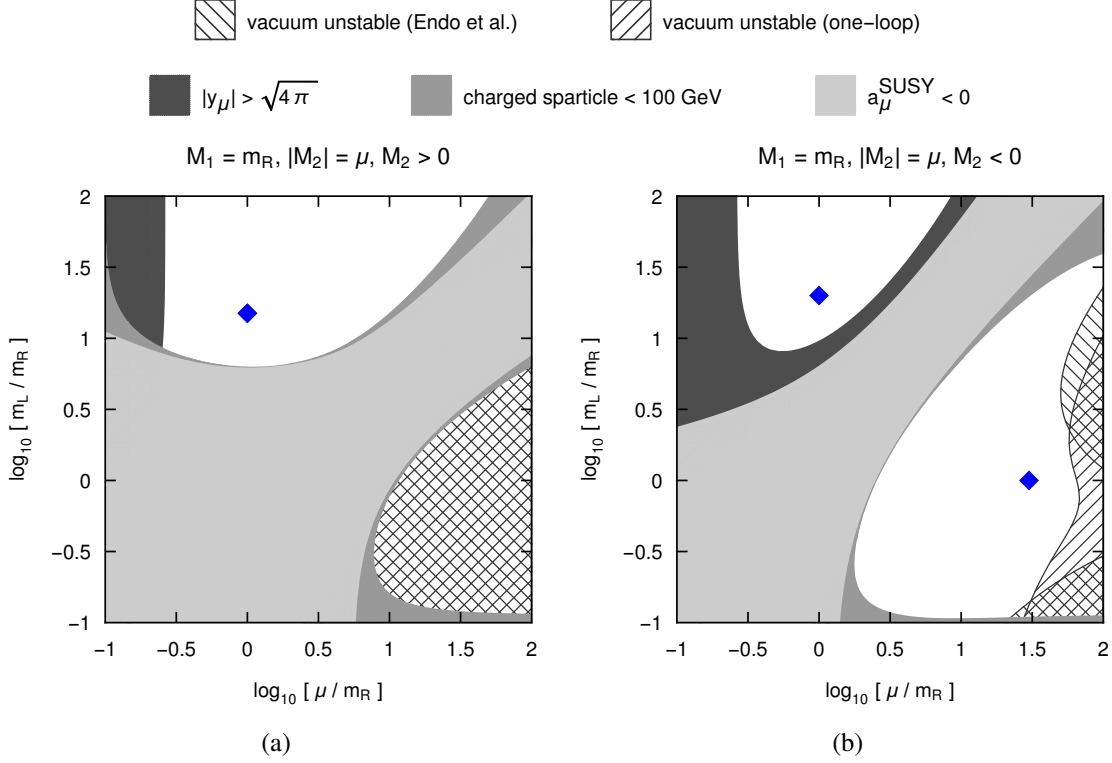 vacuum unstable (Endo et al.) vacuum unstable (one−loop)
|yμ| > √4 π charged sparticle < 100 GeV aμSUSY < 0
M1 = mR, |M2| = μ, M2 > 0
M1 = mR, |M2| = μ, M2 < 0
2
1.5
1
0.5
0
−0.5
−1
log10 [ mL / mR ]
−1 −0.5 0 0.5 1 1.5 2
log10 [ μ / mR ]
(a)
2
1.5
1
0.5
0
−0.5
−1
log10 [ mL / mR ]
−1 −0.5 0 0.5 1 1.5 2
log10 [ μ / mR ]
(b)